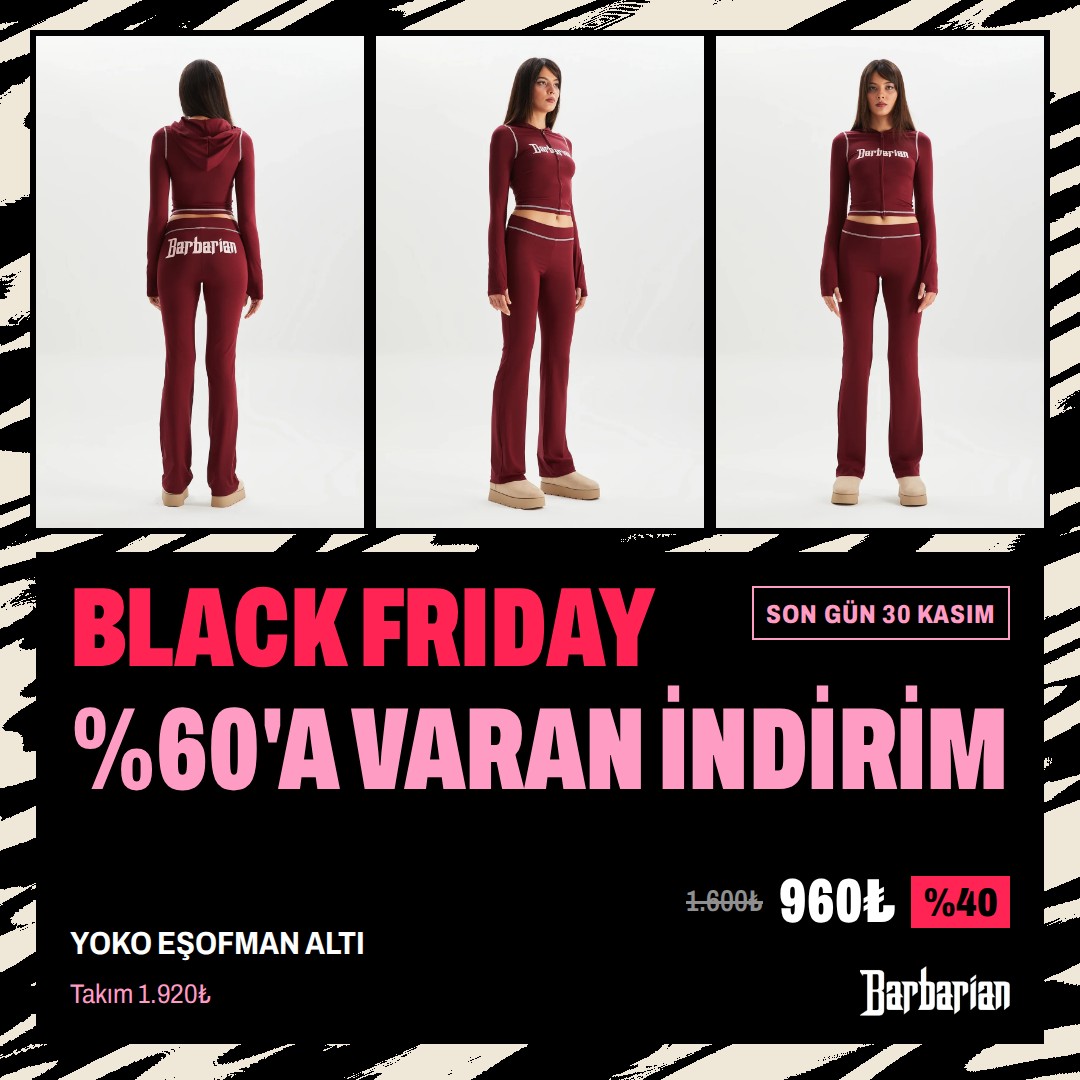 Barbarian
Barbarian
Barbarian
BLACK FRIDAY
SON GÜN 30 KASIM
%60'A VARAN İNDİRİM
1.600₺ 960₺ %40
YOKO EŞOFMAN ALTI
Takım 1.920₺
Barbarian